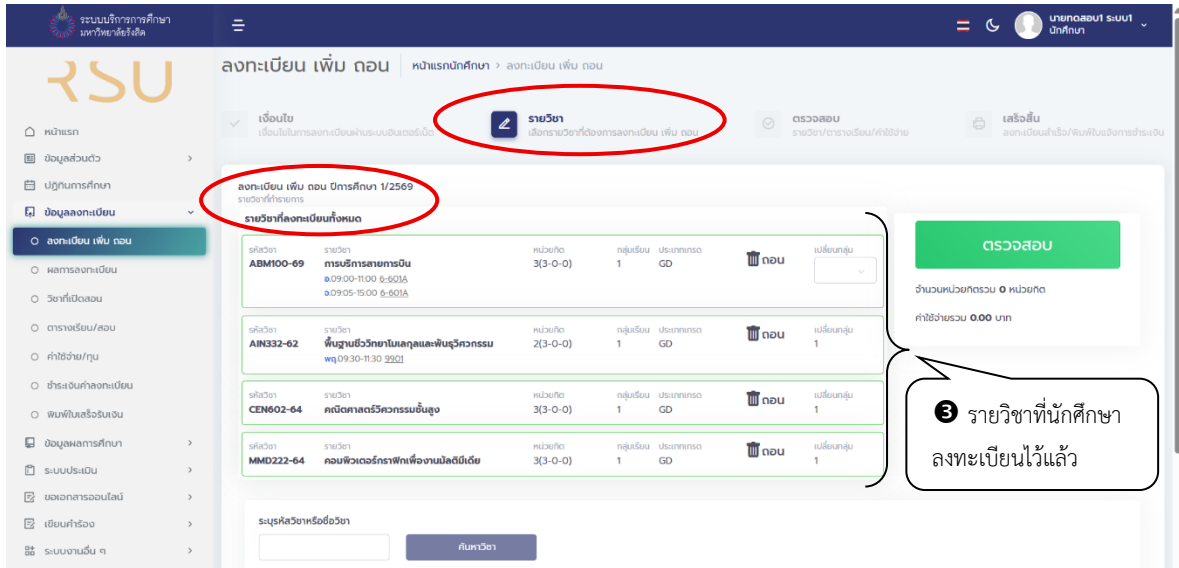 ระบบบริการการศึกษา
มหาวิทยาลัยรังสิต
นายทดสอบ1 ระบบ1
นักศึกษา
RSU
ลงทะเบียน เพิ่ม ถอน
หน้าแรกนักศึกษา > ลงทะเบียน เพิ่ม ถอน
เงื่อนไข
เงื่อนไขในการลงทะเบียนผ่านระบบอินเตอร์เน็ต
รายวิชา
เลือกรายวิชาที่ต้องการลงทะเบียน เพิ่ม ถอน
ตรวจสอบ
รายวิชา/ตารางเรียน/ค่าใช้จ่าย
เสร็จสิ้น
ลงทะเบียนสำเร็จ/พิมพ์ใบแจ้งการชำระเงิน
หน้าแรก
ข้อมูลส่วนตัว
ปฏิทินการศึกษา
ข้อมูลลงทะเบียน
ลงทะเบียน เพิ่ม ถอน
ผลการลงทะเบียน
วิชาที่เปิดสอน
ตารางเรียน/สอบ
ค่าใช้จ่าย/ทุน
ชำระเงินค่าลงทะเบียน
พิมพ์ใบเสร็จรับเงิน
ข้อมูลผลการศึกษา
ระบบประเมิน
ขอเอกสารออนไลน์
เขียนคำร้อง
ระบบงานอื่น ๆ
ลงทะเบียน เพิ่ม ถอน ปีการศึกษา 1/2569
รายวิชาที่ทำรายการ
รายวิชาที่ลงทะเบียนทั้งหมด
รหัสวิชา รายวิชา หน่วยกิต กลุ่มเรียน ประเภทเกรด เปลี่ยนกลุ่ม
ABM100-69 การบริการสายการบิน 3(3-0-0) 1 GD ถอน
อ.09:00-11:00 6-601A
อ.09:05-15:00 6-601A
รหัสวิชา รายวิชา หน่วยกิต กลุ่มเรียน ประเภทเกรด เปลี่ยนกลุ่ม
AIN332-62 พื้นฐานชีววิทยาโมเลกุลและพันธุวิศวกรรม 2(3-0-0) 1 GD ถอน 1
พฤ.09:30-11:30 9901
รหัสวิชา รายวิชา หน่วยกิต กลุ่มเรียน ประเภทเกรด เปลี่ยนกลุ่ม
CEN602-64 คณิตศาสตร์วิศวกรรมชั้นสูง 3(3-0-0) 1 GD ถอน 1
รหัสวิชา รายวิชา หน่วยกิต กลุ่มเรียน ประเภทเกรด เปลี่ยนกลุ่ม
MMD222-64 คอมพิวเตอร์กราฟิกเพื่องานมัลติมีเดีย 3(3-0-0) 1 GD ถอน 1
ตรวจสอบ
จำนวนหน่วยกิตรวม 0 หน่วยกิต
ค่าใช้จ่ายรวม 0.00 บาท
❸ รายวิชาที่นักศึกษา
ลงทะเบียนไว้แล้ว
ระบุรหัสวิชาหรือชื่อวิชา
ค้นหาวิชา